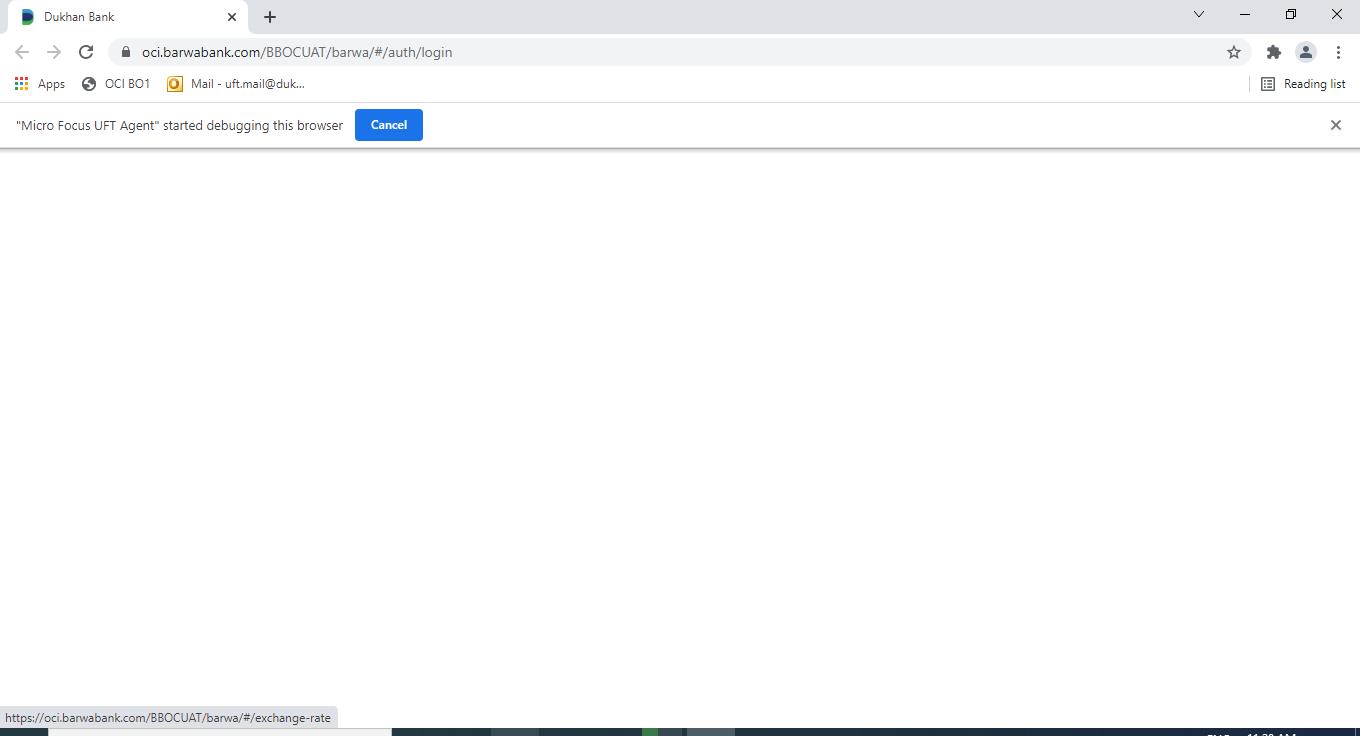 Dukhan Bank
oci.barwabank.com/BBOCUAT/barwa/#/auth/login
Apps OCI BO1 Mail - uft.mail@duk... Reading list
"Micro Focus UFT Agent" started debugging this browser Cancel
https://oci.barwabank.com/BBOCUAT/barwa/#/exchange-rate